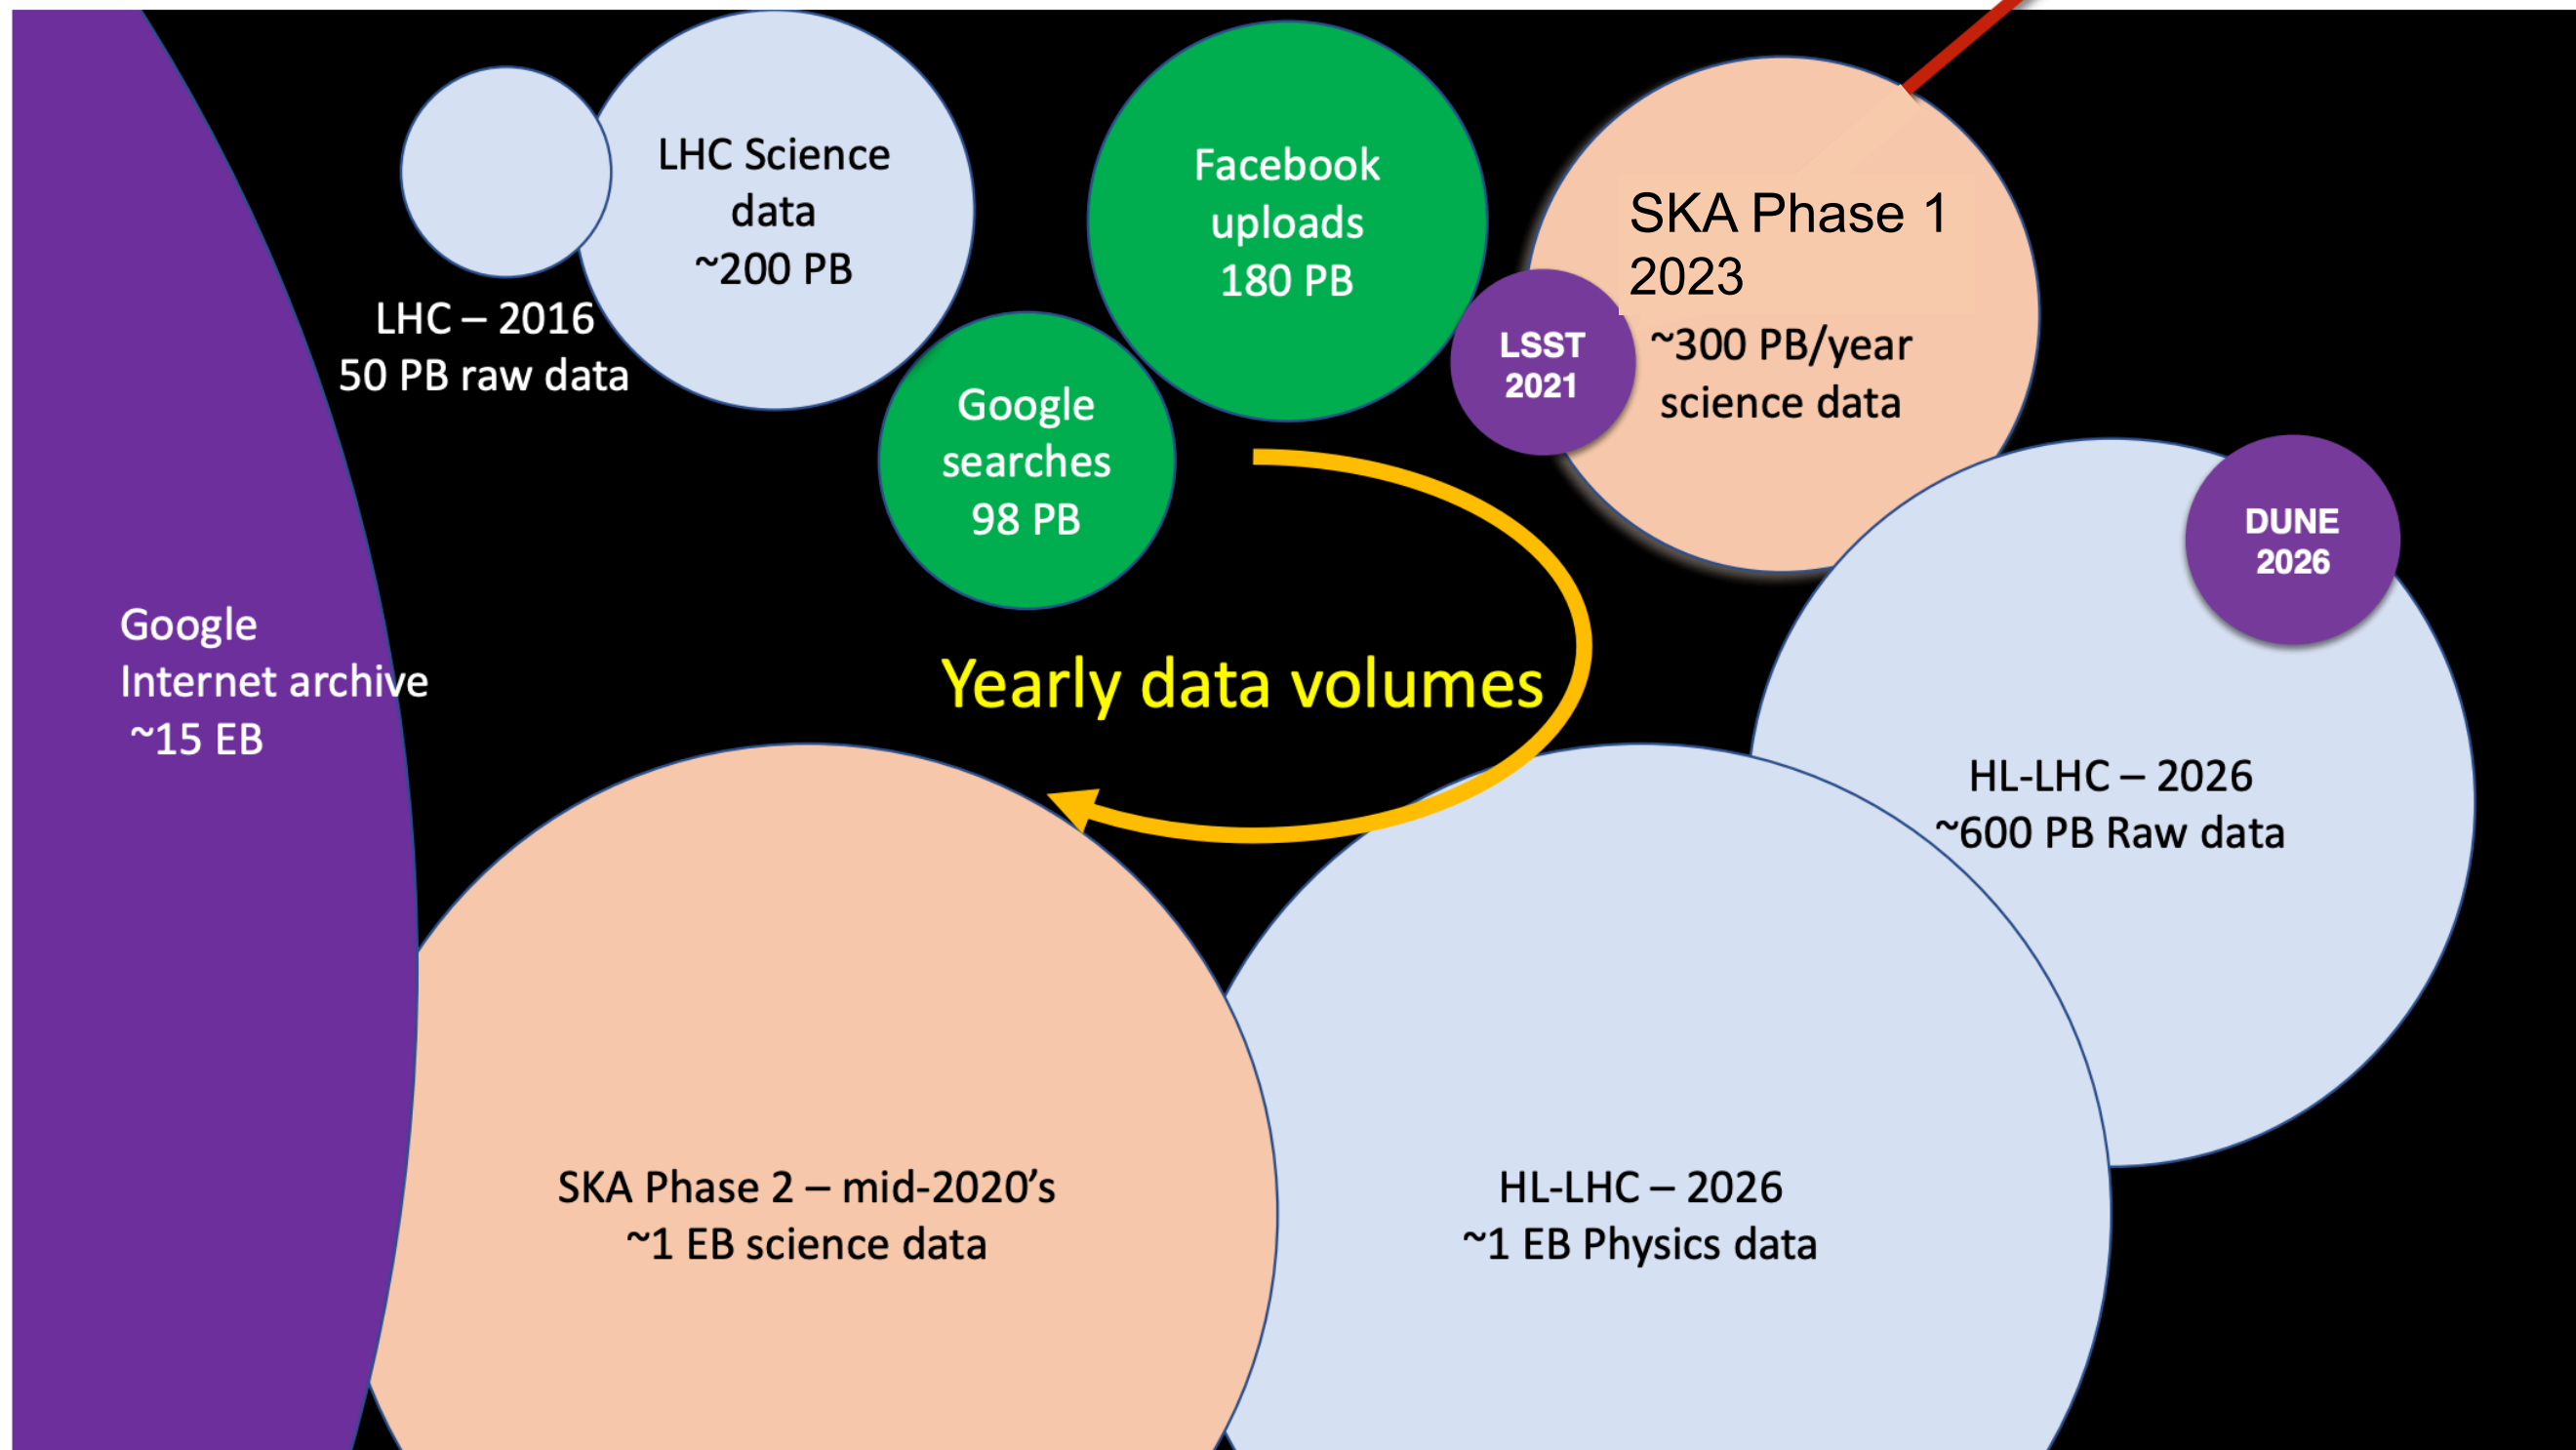 LHC Science
data
~200 PB
LHC – 2016
50 PB raw data
Facebook
uploads
180 PB
Google
searches
98 PB
SKA Phase 1
2023
~300 PB/year
science data
LSST
2021
DUNE
2026
Google
Internet archive
~15 EB
Yearly data volumes
HL-LHC – 2026
~600 PB Raw data
SKA Phase 2 – mid-2020’s
~1 EB science data
HL-LHC – 2026
~1 EB Physics data